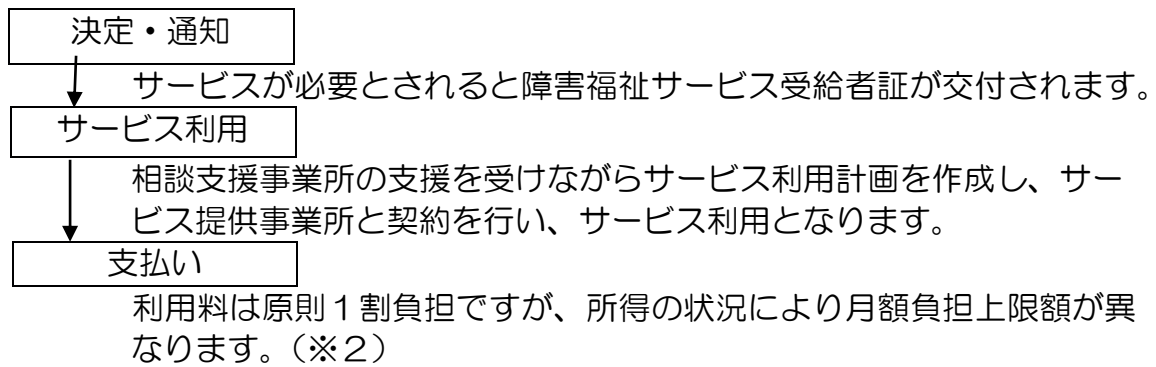 決定・通知
サービスが必要とされると障害福祉サービス受給者証が交付されます。
サービス利用
相談支援事業所の支援を受けながらサービス利用計画を作成し、サー
ビス提供事業所と契約を行い、サービス利用となります。
支払い
利用料は原則1割負担ですが、所得の状況により月額負担上限額が異
なります。(※2)